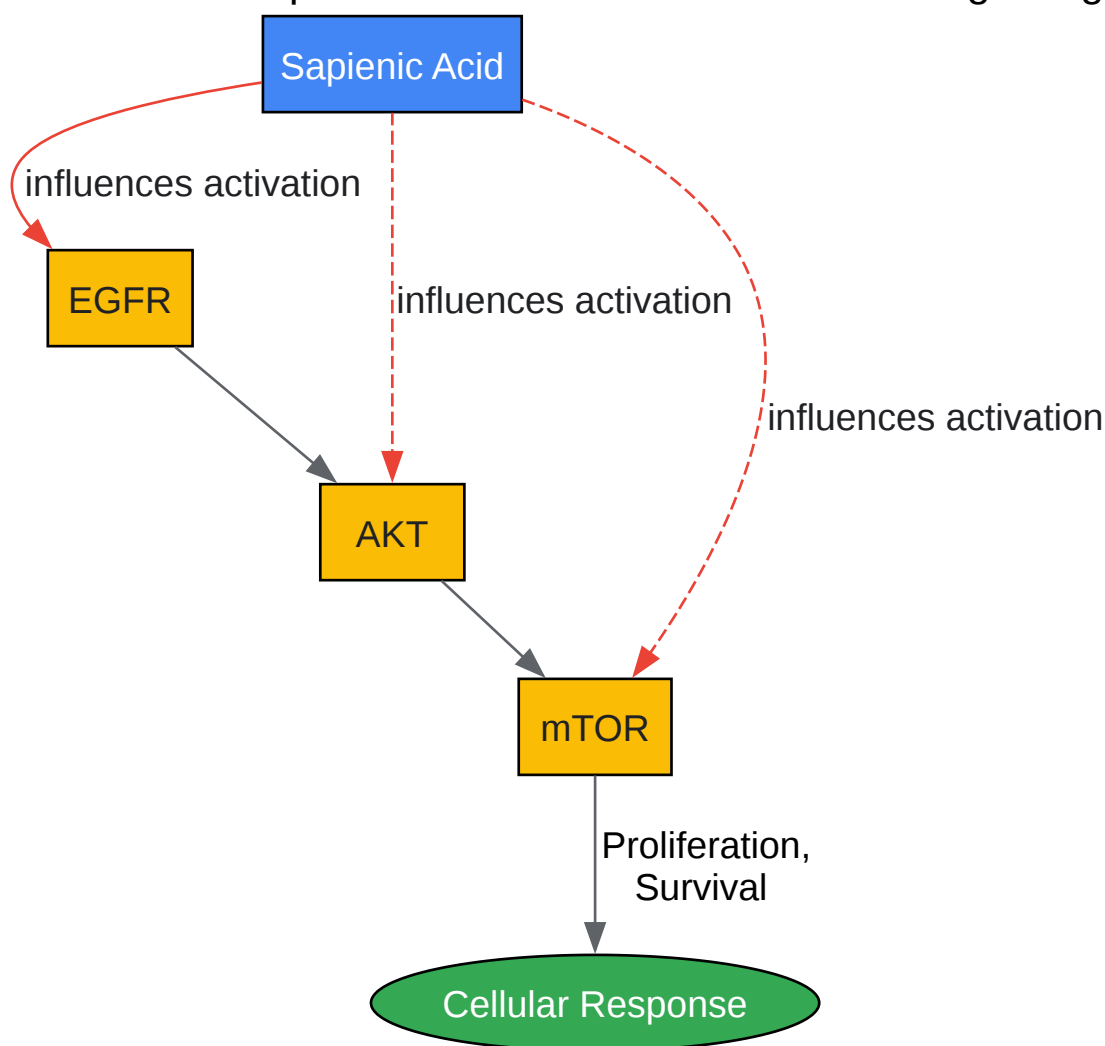 Sapienic Acid
influences activation
EGFR
influences activation
influences activation
AKT
mTOR
Proliferation,
Survival
Cellular Response